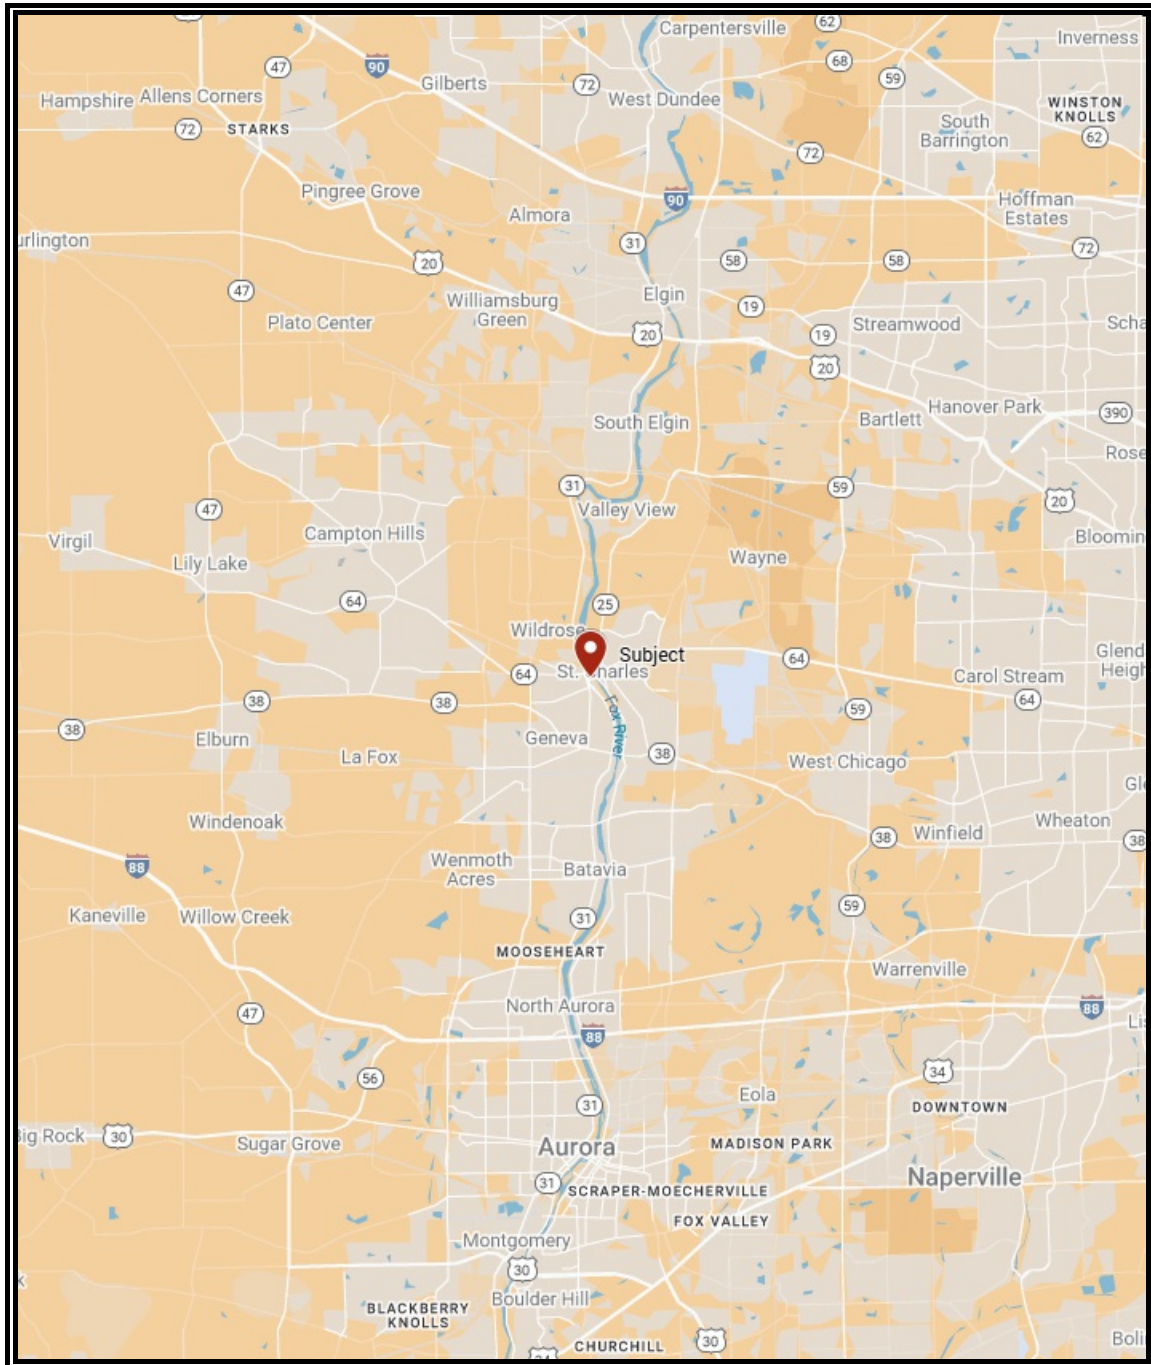 Carpentersville
62
Inverness
47
90
68
59
Gilberts
72
West Dundee
Hampshire
Allens Corners
WINSTON
KNOLLS
62
72
STARKS
South
Barrington
72
Pingree Grove
90
Hoffman
Estates
Almora
urlington
31
58
58
72
20
47
Elgin
Williamsburg
Green
19
Plato Center
Streamwood
Scha
20
19
20
Hanover Park
390
South Elgin
Bartlett
Rose
31
59
47
Valley View
20
Campton Hills
Bloomin
Virgil
Lily Lake
Wayne
64
25
Wildrose
Subject
64
Glend
Heigh
64
St. Charles
Carol Stream
64
38
38
59
38
Fox River
Elburn
Geneva
38
La Fox
West Chicago
Gle
Windenoak
Wheaton
Winfield
38
38
88
Wenmoth
Acres
Batavia
59
Kaneville
Willow Creek
31
MOOSEHEART
Warrenville
North Aurora
47
88
88
Lis
34
56
Eola
31
DOWNTOWN
Big Rock
30
Sugar Grove
Aurora
MADISON PARK
Naperville
31
SCRAPER-MOECHERVILLE
FOX VALLEY
Montgomery
30
Boulder Hill
BLACKBERRY
KNOLLS
CHURCHILL
30
34
Boli